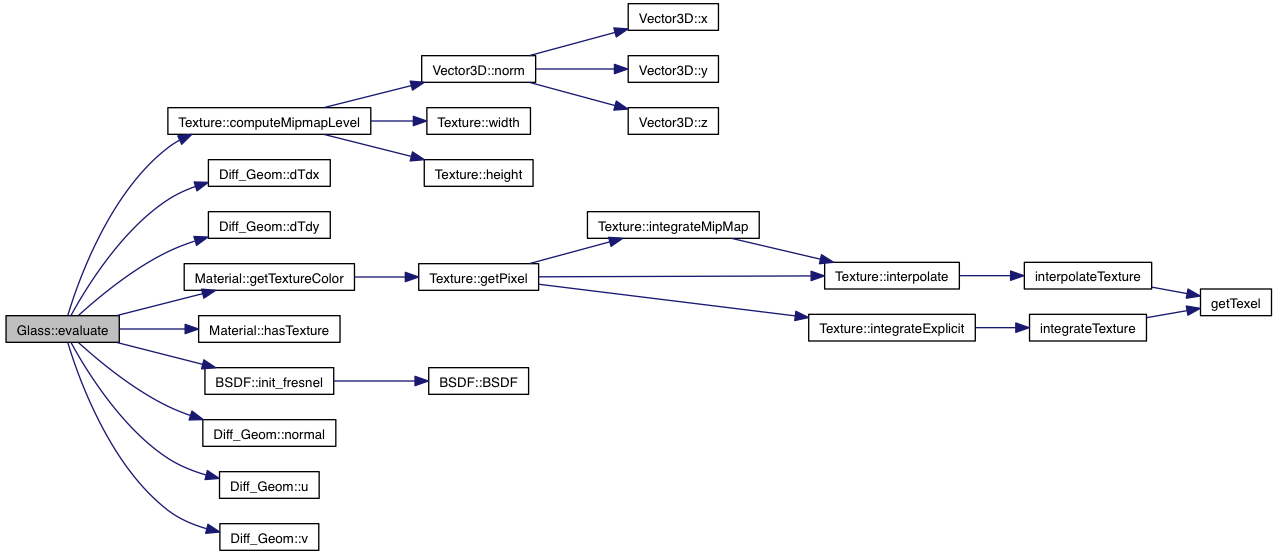 Vector3D::x
Vector3D::norm
Vector3D::y
Texture::computeMipmapLevel
Texture::width
Vector3D::z
Diff_Geom::dTdx
Texture::height
Diff_Geom::dTdy
Texture::integrateMipMap
Material::getTextureColor
Texture::getPixel
Texture::interpolate
interpolateTexture
getTexel
Glass::evaluate
Material::hasTexture
Texture::integrateExplicit
integrateTexture
BSDF::init_fresnel
BSDF::BSDF
Diff_Geom::normal
Diff_Geom::u
Diff_Geom::v